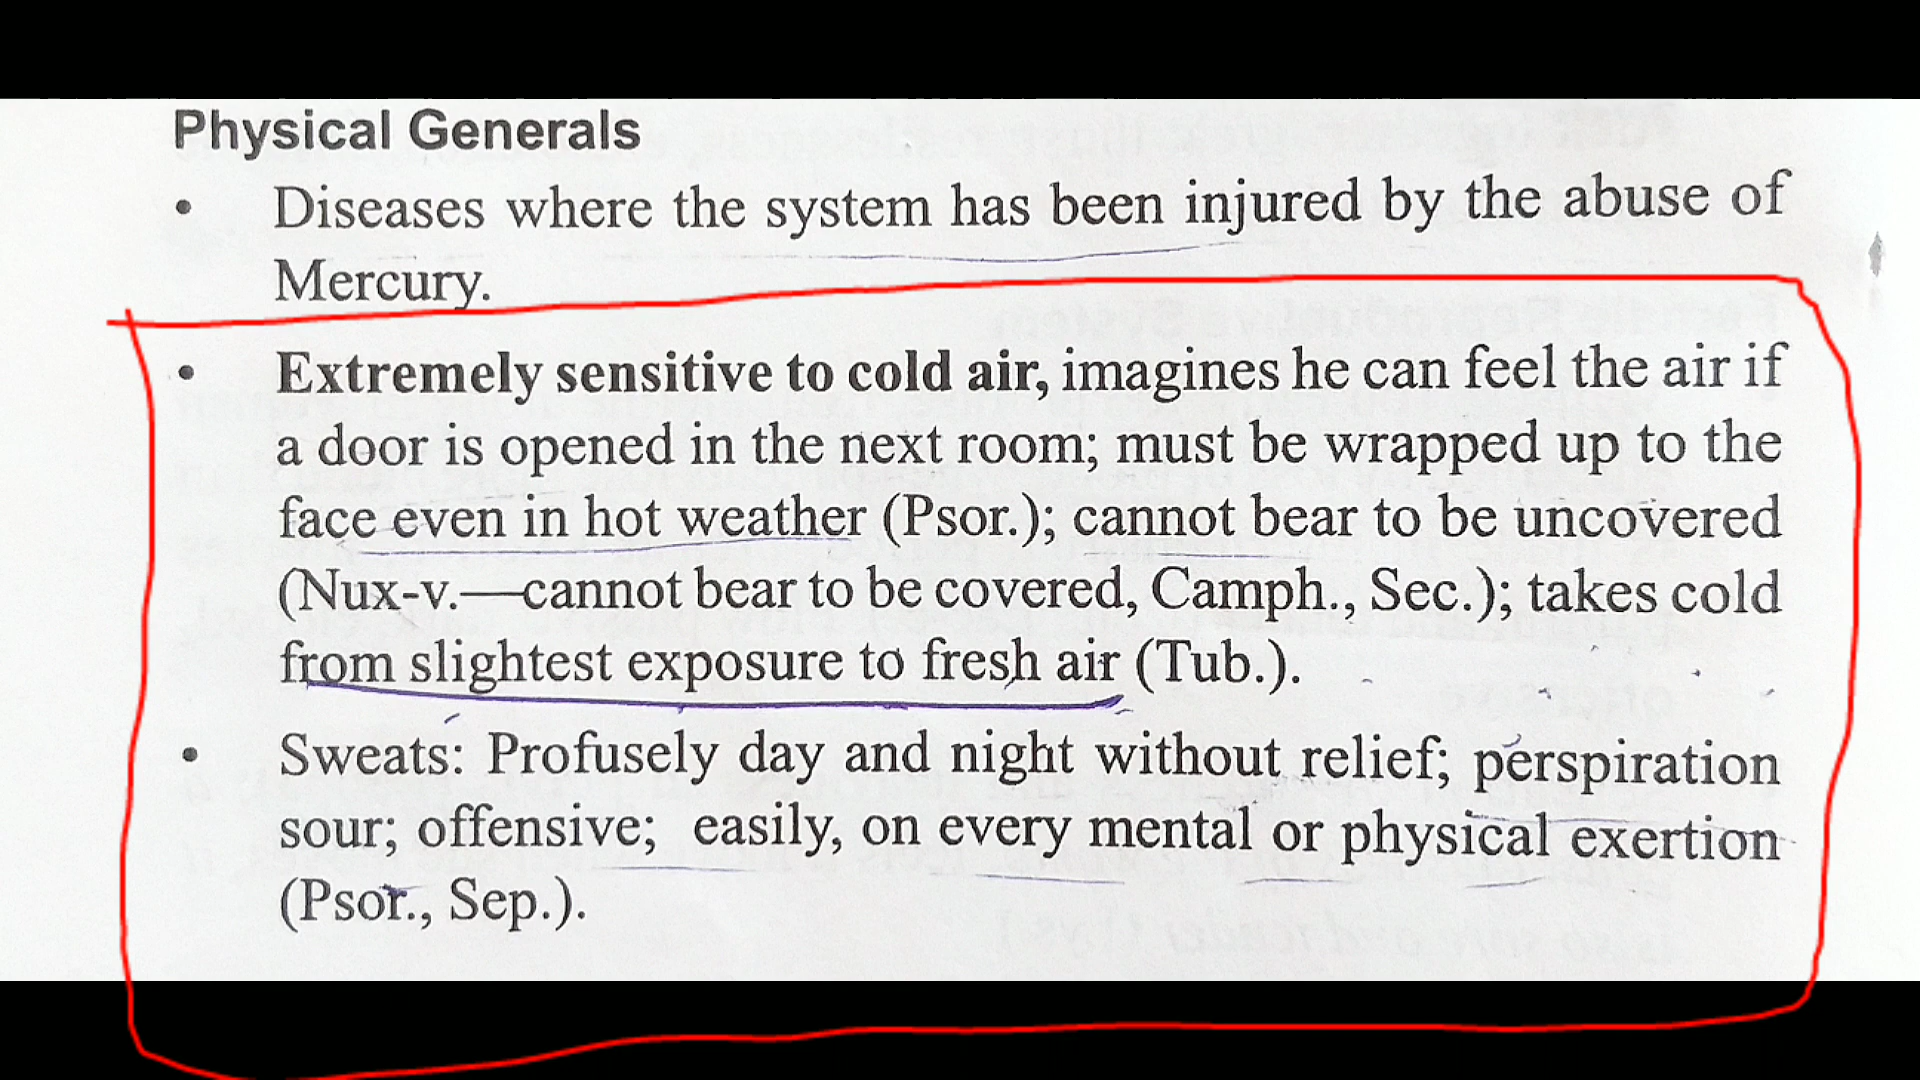 Physical Generals
• Diseases where the system has been injured by the abuse of
Mercury.
• Extremely sensitive to cold air, imagines he can feel the air if
a door is opened in the next room; must be wrapped up to the
face even in hot weather (Psor.); cannot bear to be uncovered
(Nux-v.—cannot bear to be covered, Camph., Sec.); takes cold
from slightest exposure to fresh air (Tub.).
• Sweats: Profusely day and night without relief; perspiration
sour; offensive; easily, on every mental or physical exertion
(Psor., Sep.).